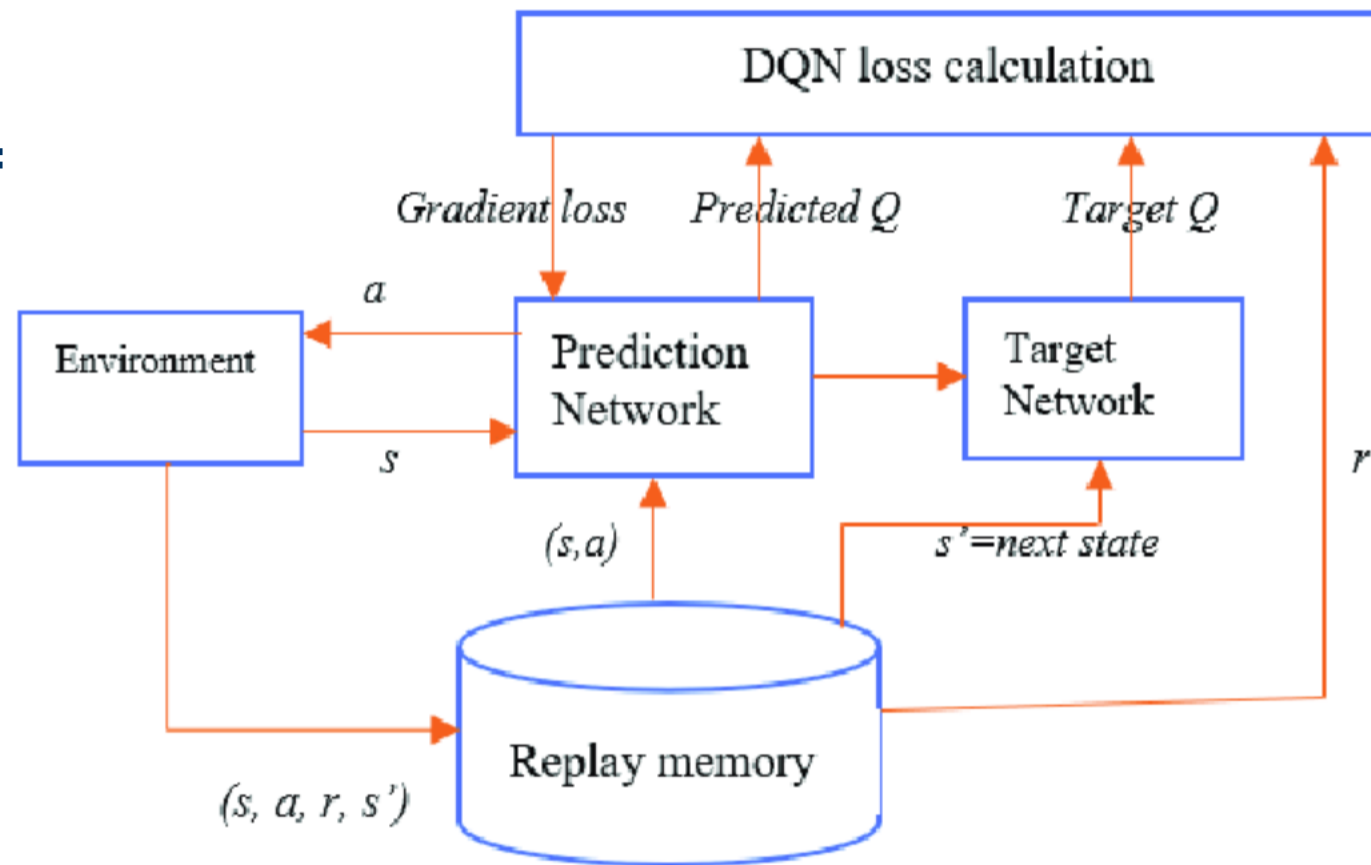 DQN loss calculation
:
Gradient loss
Predicted Q
Target Q
a
Environment
Prediction
Network
Target
Network
s
r
(s,a)
s’=next state
Replay memory
(s, a, r, s’)